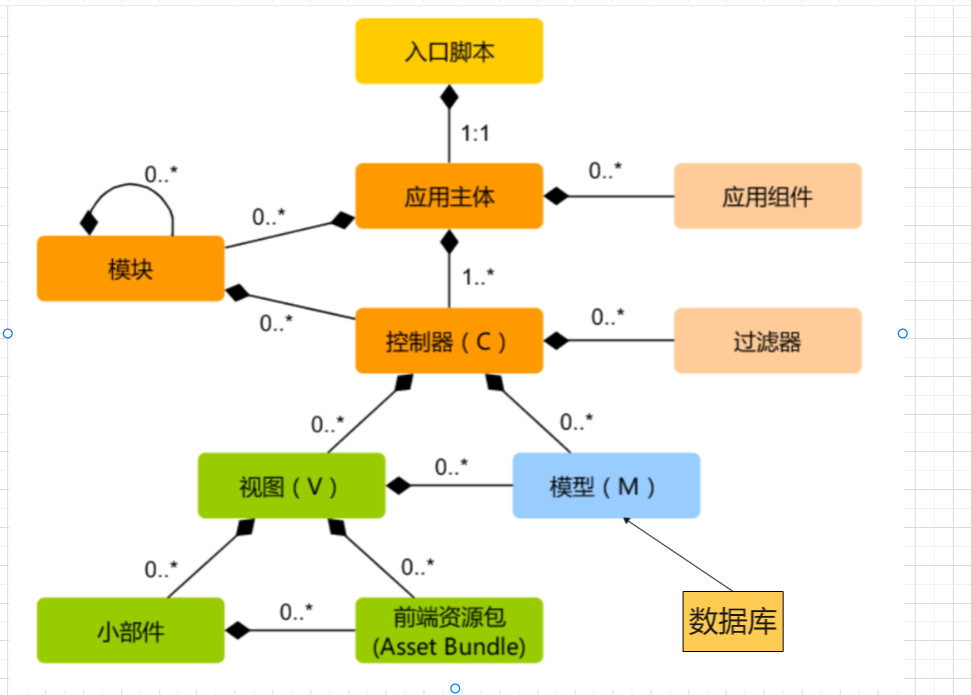 入口脚本
1:1
0..*
应用主体
0..*
应用组件
0..*
模块
1..*
0..*
控制器（C）
0..*
过滤器
0..*
0..*
视图（V）
0..*
模型（M）
0..*
0..*
小部件
0..*
前端资源包
(Asset Bundle)
数据库